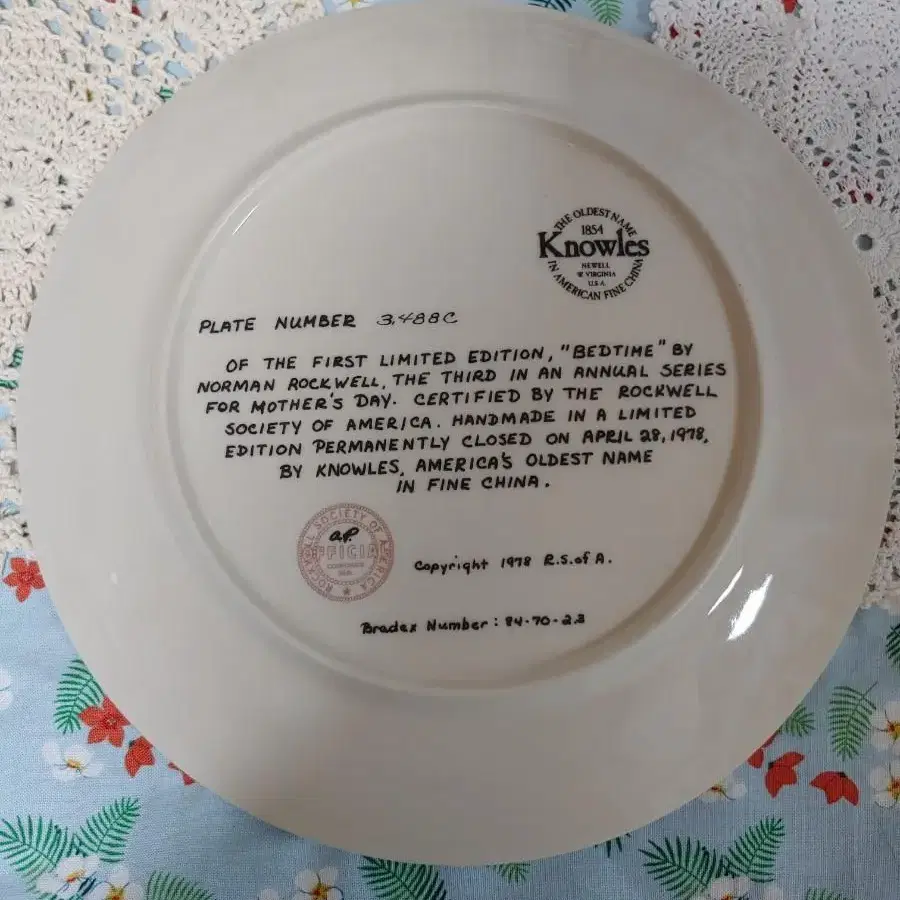 THE OLDEST NAME
1854
Knowles
NEWELL
W VIRGINIA
U.S.A.
IN AMERICAN FINE CHINA
PLATE NUMBER 3,488C
OF THE FIRST LIMITED EDITION, "BEDTIME" BY
NORMAN ROCKWELL, THE THIRD IN AN ANNUAL SERIES
FOR MOTHER'S DAY. CERTIFIED BY THE ROCKWELL
SOCIETY OF AMERICA. HANDMADE IN A LIMITED
EDITION PERMANENTLY CLOSED ON APRIL 28, 1978,
BY KNOWLES, AMERICA'S OLDEST NAME
IN FINE CHINA.
ROCKWELL SOCIETY OF AMERICA
a.P.
OFFICIAL
Copyright 1978 R.S.of A.
Bradex Number: 84-70-2.3